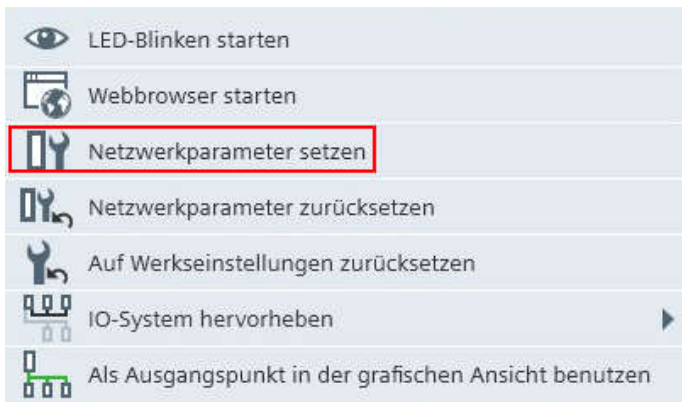 LED-Blinken starten
Webbrowser starten
Netzwerkparameter setzen
Netzwerkparameter zurücksetzen
Auf Werkseinstellungen zurücksetzen
IO-System hervorheben
Als Ausgangspunkt in der grafischen Ansicht benutzen